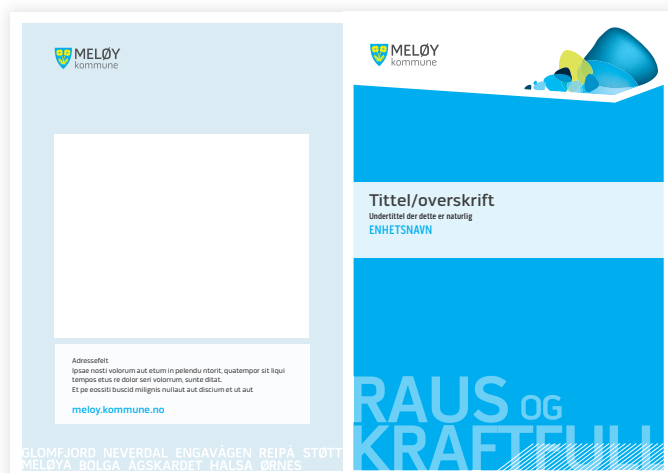 MELØY
kommune
Adressefelt
Ipsae nosti volorum aut etum in pelendu ntorit, quatempor sit liqui
tempos etus re dolor seri volorrum, sunte ditat.
Et pe eossiti buscid milignis nullaut aut discium et ut aut
meloy.kommune.no
GLOMFJORD NEVERDAL ENGAVÅGEN REIPÅ STØTT
MELØYA BOLGA ÅGSKARDET HALSA ØRNES
MELØY
kommune
Tittel/overskrift
Undertittel der dette er naturlig
ENHETSNAVN
RAUS OG
KRAFTFULL